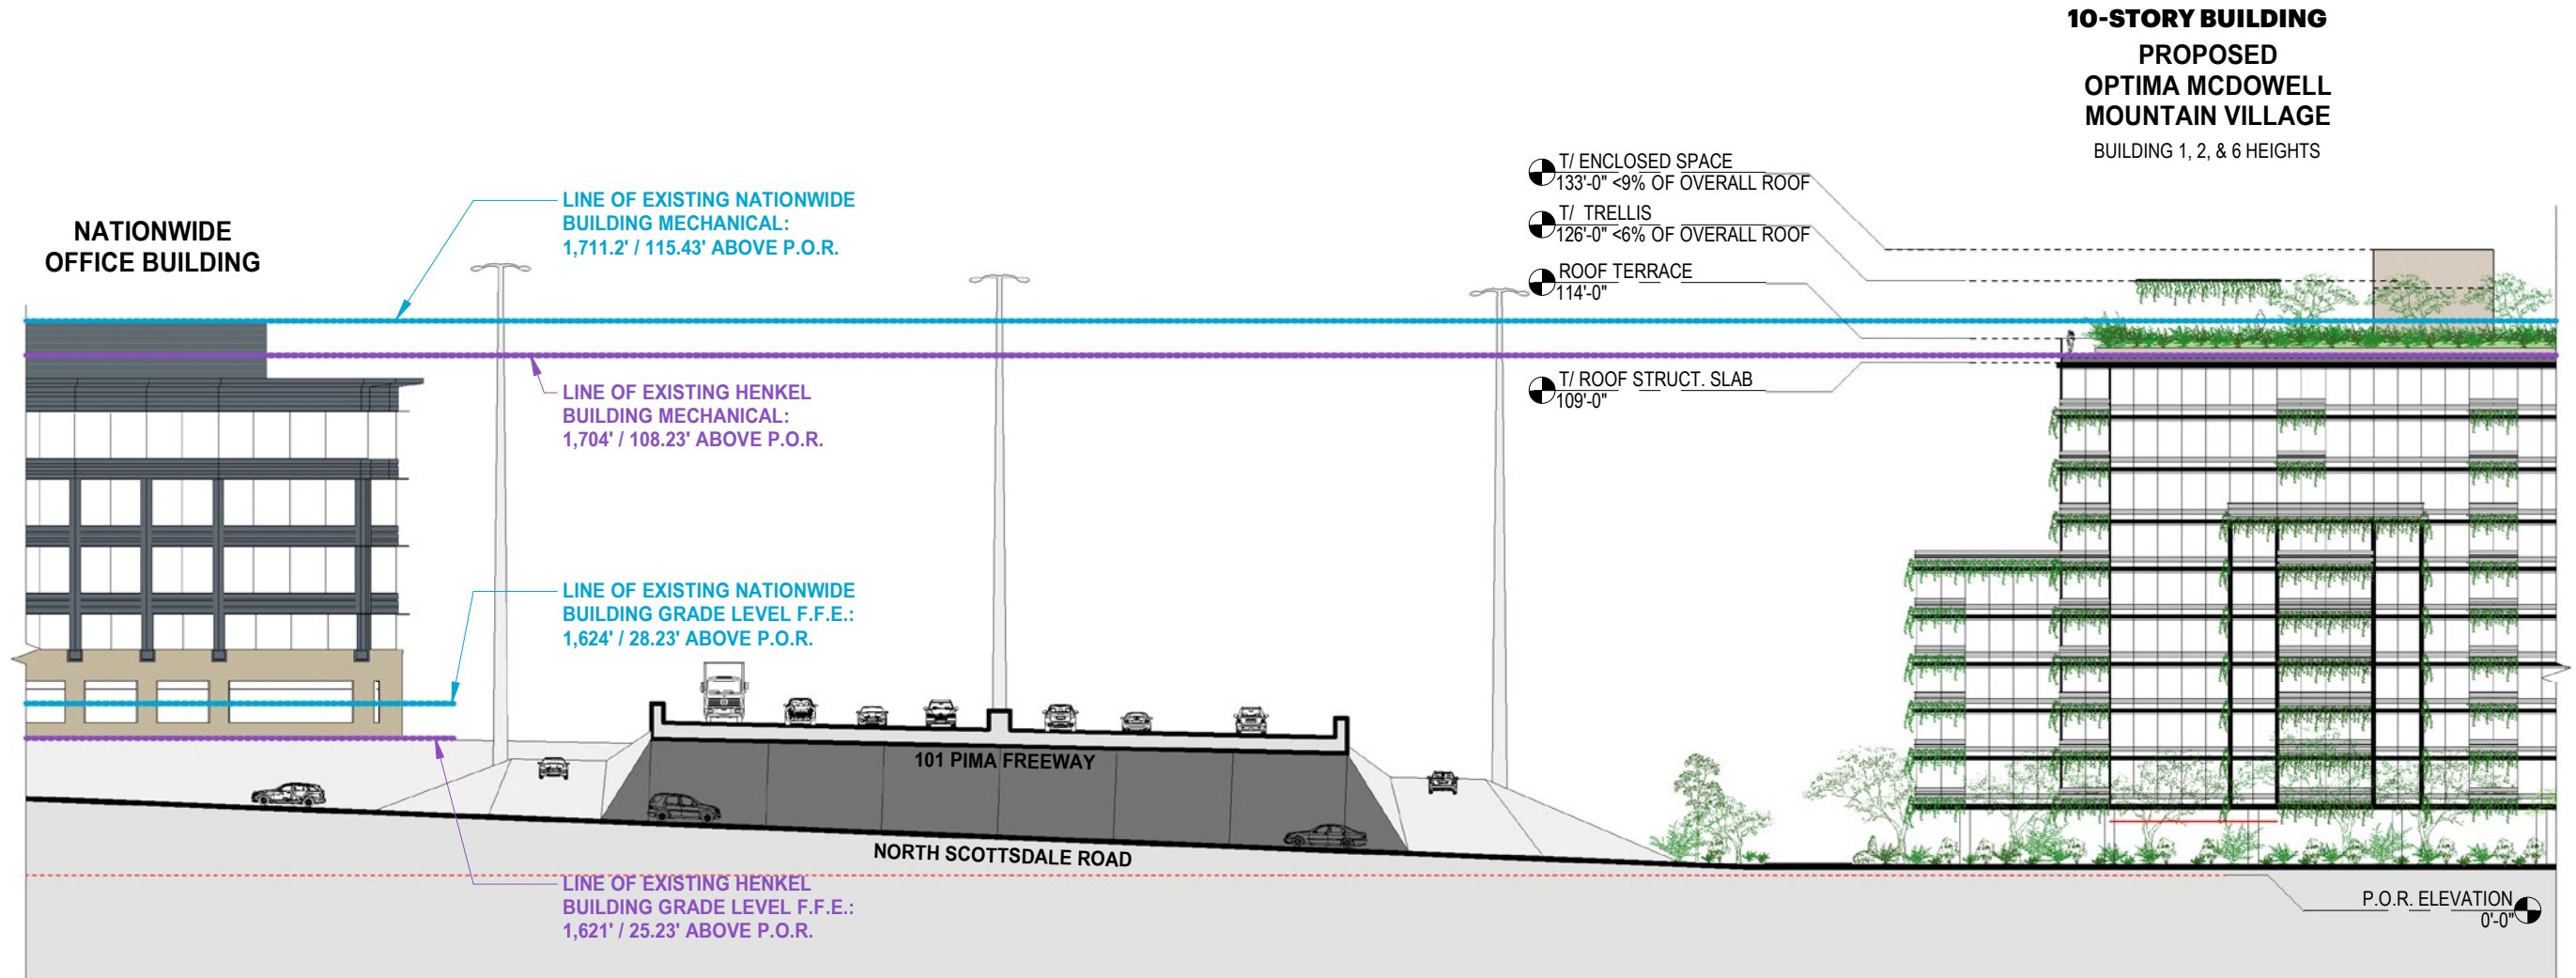 10-STORY BUILDING
PROPOSED
OPTIMA MCDOWELL
MOUNTAIN VILLAGE
BUILDING 1, 2, & 6 HEIGHTS
NATIONWIDE
OFFICE BUILDING
LINE OF EXISTING NATIONWIDE
BUILDING MECHANICAL:
1,711.2' / 115.43' ABOVE P.O.R.
T/ ENCLOSED SPACE
133'-0" <9% OF OVERALL ROOF
T/ TRELLIS
126'-0" <6% OF OVERALL ROOF
ROOF TERRACE
114'-0"
T/ ROOF STRUCT. SLAB
109'-0"
LINE OF EXISTING HENKEL
BUILDING MECHANICAL:
1,704' / 108.23' ABOVE P.O.R.
LINE OF EXISTING NATIONWIDE
BUILDING GRADE LEVEL F.F.E.:
1,624' / 28.23' ABOVE P.O.R.
101 PIMA FREEWAY
NORTH SCOTTSDALE ROAD
LINE OF EXISTING HENKEL
BUILDING GRADE LEVEL F.F.E.:
1,621' / 25.23' ABOVE P.O.R.
P.O.R. ELEVATION
0'-0"